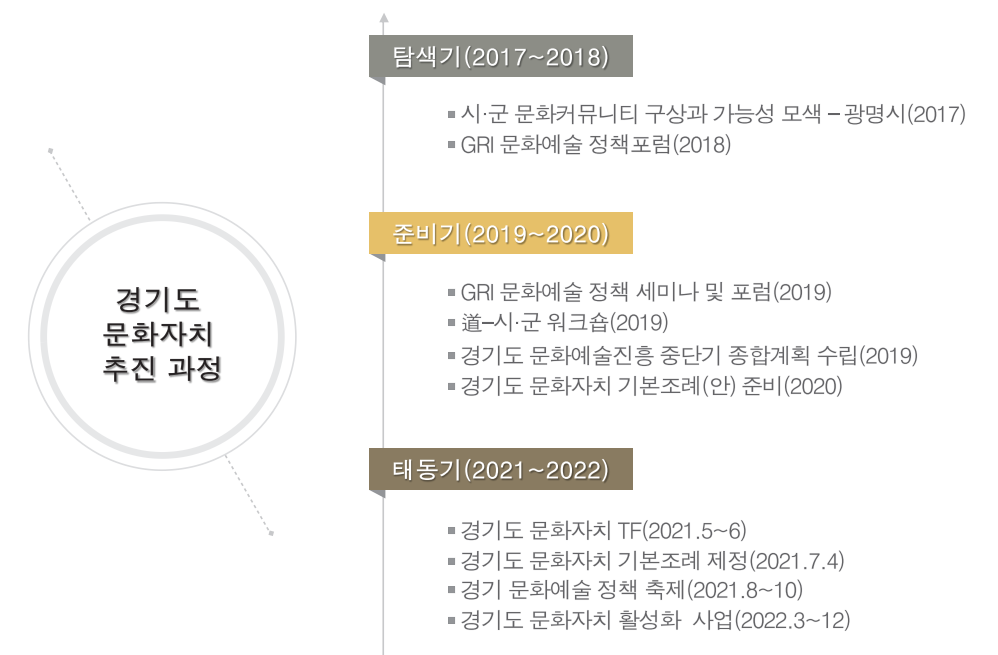 경기도
문화자치
추진 과정
탐색기(2017~2018)
▪ 시·군 문화커뮤니티 구상과 가능성 모색 – 광명시(2017)
▪ GRI 문화예술 정책포럼(2018)
준비기(2019~2020)
▪ GRI 문화예술 정책 세미나 및 포럼(2019)
▪ 道–시·군 워크숍(2019)
▪ 경기도 문화예술진흥 중단기 종합계획 수립(2019)
▪ 경기도 문화자치 기본조례(안) 준비(2020)
태동기(2021~2022)
▪ 경기도 문화자치 TF(2021.5~6)
▪ 경기도 문화자치 기본조례 제정(2021.7.4)
▪ 경기 문화예술 정책 축제(2021.8~10)
▪ 경기도 문화자치 활성화 사업(2022.3~12)